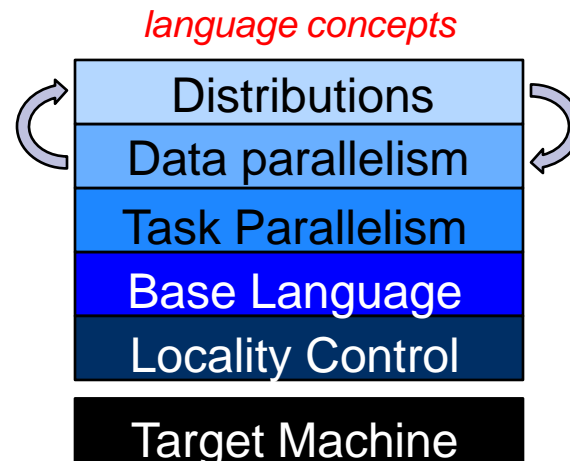 language concepts
Distributions
Data parallelism
Task Parallelism
Base Language
Locality Control
Target Machine